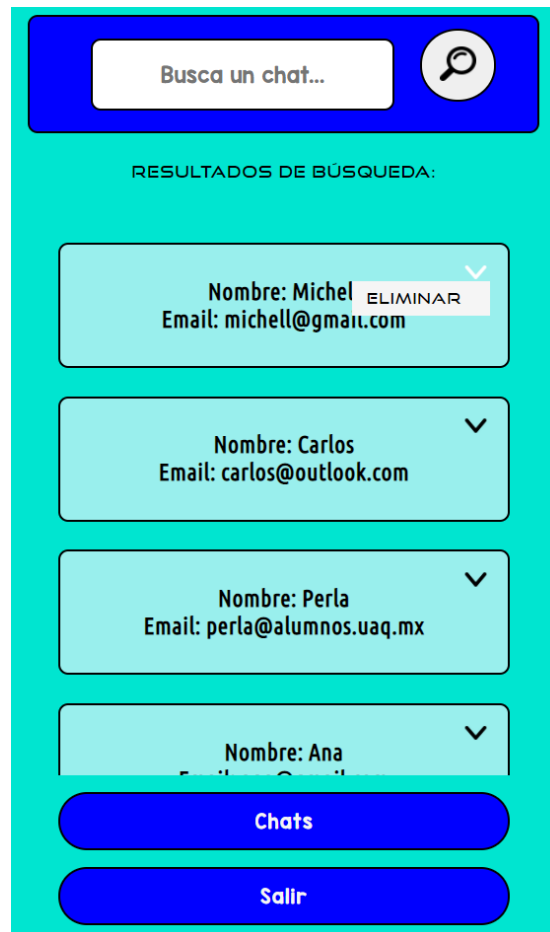 Busca un chat...
RESULTADOS DE BÚSQUEDA:
Nombre: Michel
ELIMINAR
Email: michell@gmail.com
Nombre: Carlos
Email: carlos@outlook.com
Nombre: Perla
Email: perla@alumnos.uaq.mx
Nombre: Ana
Chats
Salir